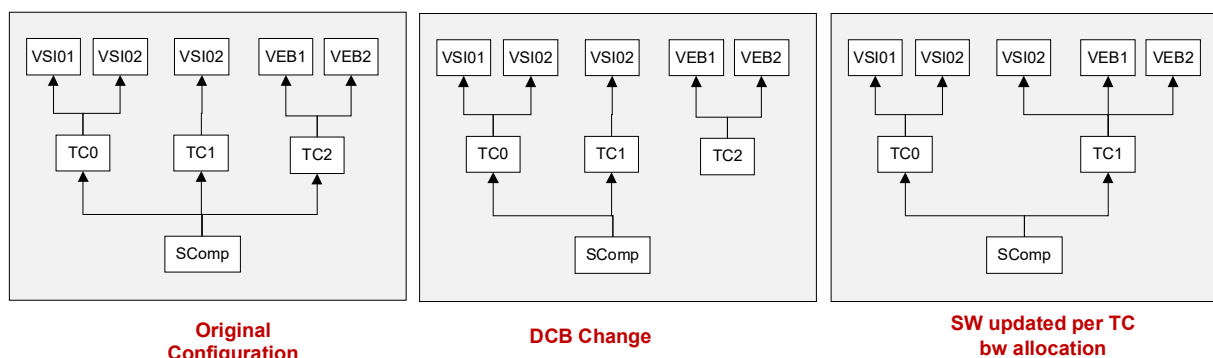 VSI01 VSI02 VSI02 VEB1 VEB2
TC0 TC1 TC2
SComp
Original
Configuration
VSI01 VSI02 VSI02 VEB1 VEB2
TC0 TC1 TC2
SComp
DCB Change
VSI01 VSI02 VSI02 VEB1 VEB2
TC0 TC1
SComp
SW updated per TC
bw allocation